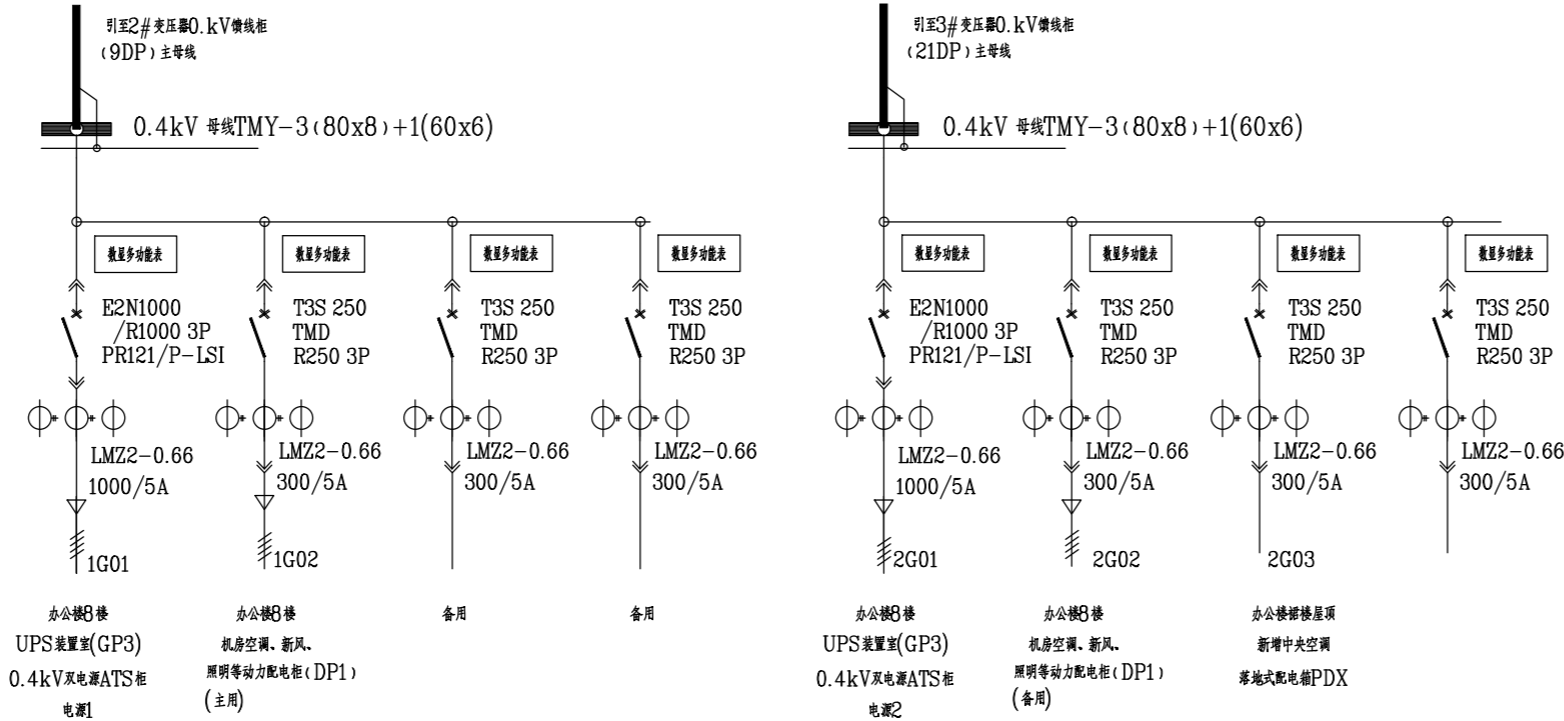 引至2#变压器0.kV馈线柜
(9DP)主母线
0.4kV 母线TMY-3(80x8)+1(60x6)
数显多功能表
E2N1000
/R1000 3P
PR121/P-LSI
LMZ2-0.66
1000/5A
1G01
办公楼8楼
UPS装置室(GP3)
0.4kV双电源ATS柜
电源1
数显多功能表
T3S 250
TMD
R250 3P
LMZ2-0.66
300/5A
1G02
办公楼8楼
机房空调、新风、
照明等动力配电柜(DP1)
(主用)
数显多功能表
T3S 250
TMD
R250 3P
LMZ2-0.66
300/5A
备用
数显多功能表
T3S 250
TMD
R250 3P
LMZ2-0.66
300/5A
备用
引至3#变压器0.kV馈线柜
(21DP)主母线
0.4kV 母线TMY-3(80x8)+1(60x6)
数显多功能表
E2N1000
/R1000 3P
PR121/P-LSI
LMZ2-0.66
1000/5A
2G01
办公楼8楼
UPS装置室(GP3)
0.4kV双电源ATS柜
电源2
数显多功能表
T3S 250
TMD
R250 3P
LMZ2-0.66
300/5A
2G02
办公楼8楼
机房空调、新风、
照明等动力配电柜(DP1)
(备用)
数显多功能表
T3S 250
TMD
R250 3P
LMZ2-0.66
300/5A
2G03
办公楼裙楼屋顶
新增中央空调
落地式配电箱PDX
数显多功能表
T3S 250
TMD
R250 3P
LMZ2-0.66
300/5A